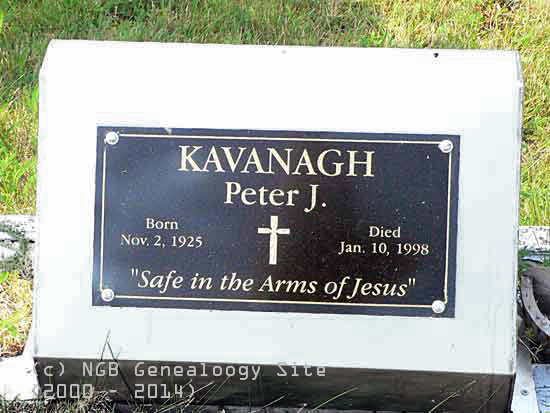 KAVANAGH
Peter J.
Born
Nov. 2, 1925
Died
Jan. 10, 1998
"Safe in the Arms of Jesus"
(c) NGB Genealoogy Site
(2000 - 2014)